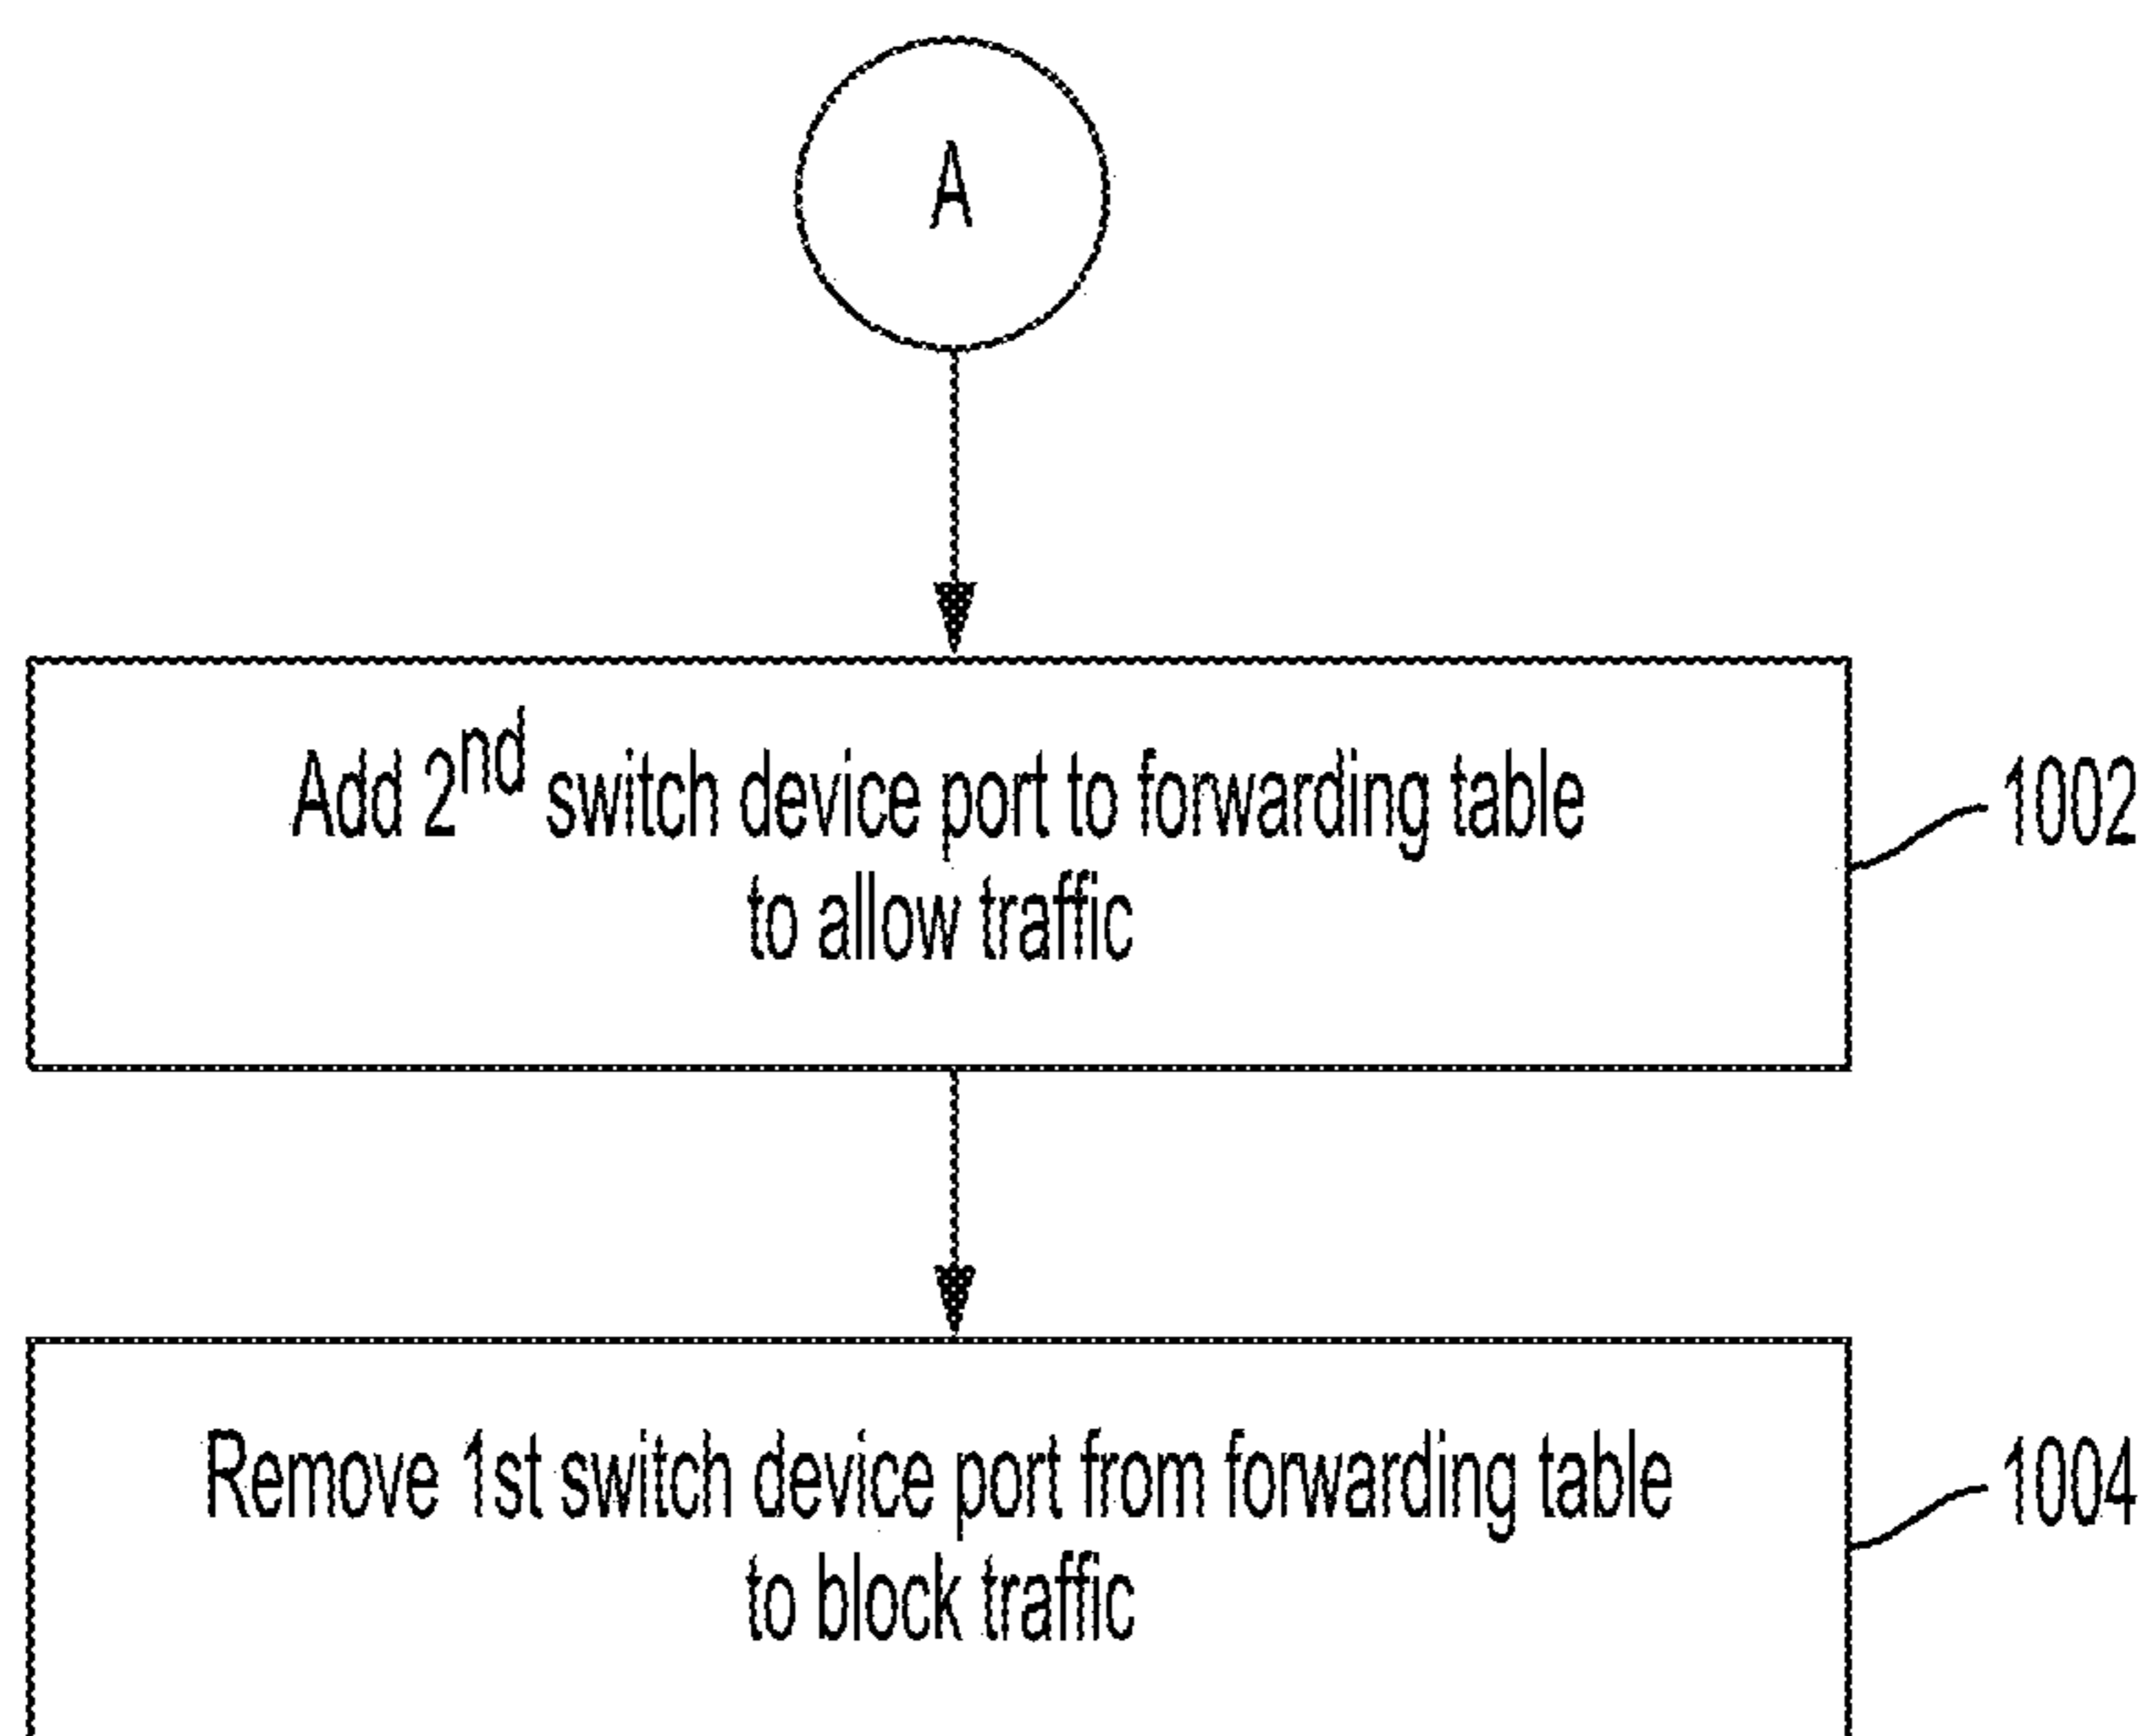 A
Add 2nd switch device port to forwarding table
to allow traffic
1002
Remove 1st switch device port from forwarding table
to block traffic
1004